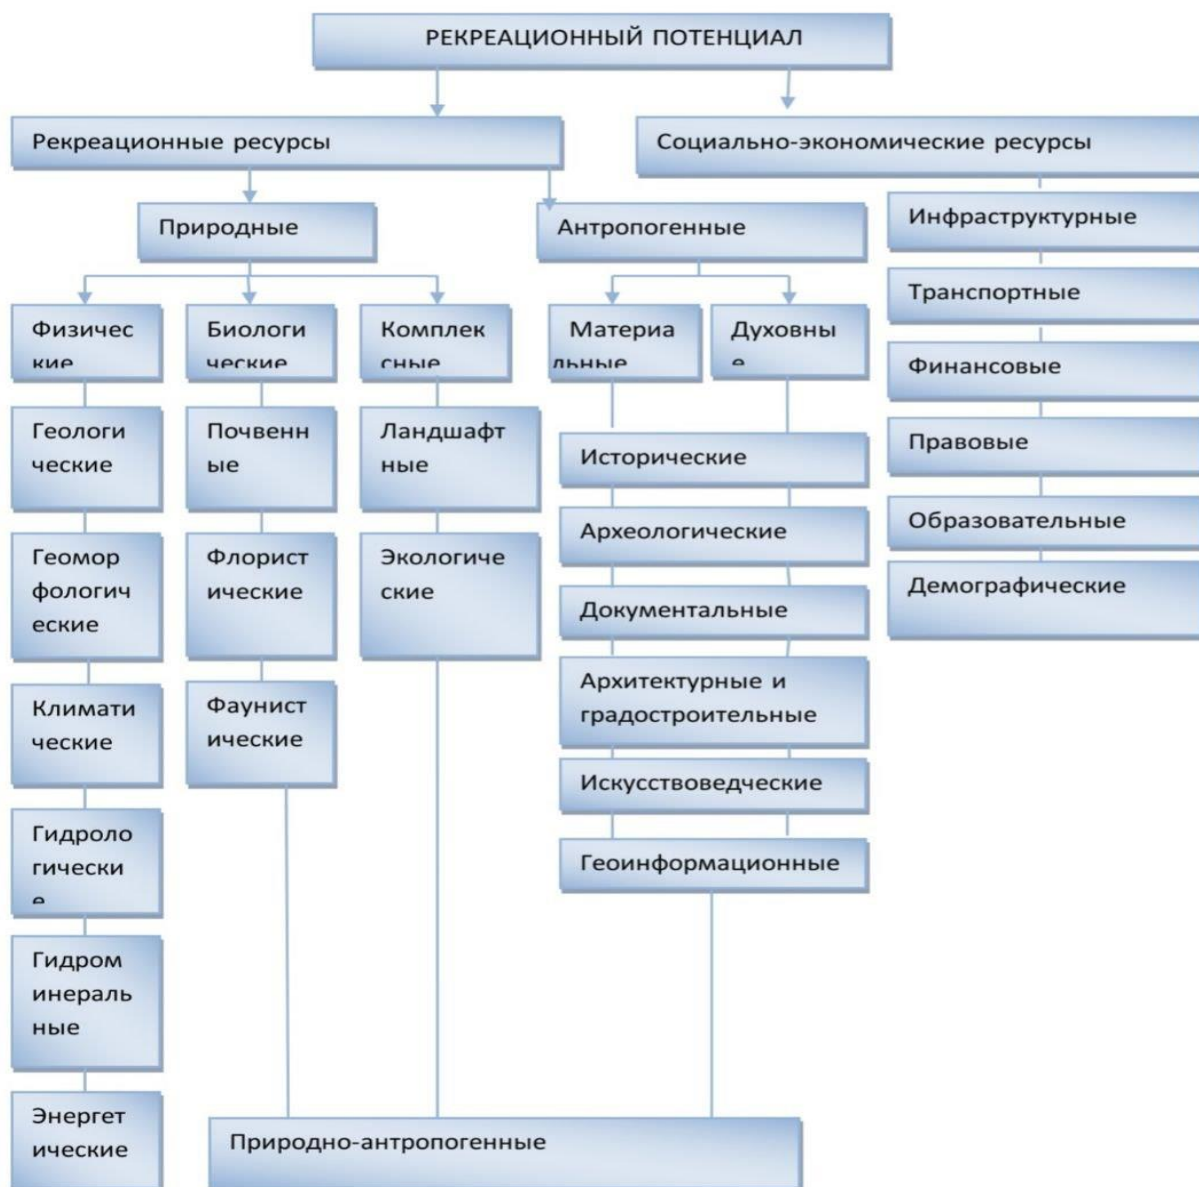 РЕКРЕАЦИОННЫЙ ПОТЕНЦИАЛ
Рекреационные ресурсы
Социально-экономические ресурсы
Природные
Антропогенные
Физичес
кие
Биологи
ческие
Комплек
сные
Материа
льные
Духовны
е
Геологи
ческие
Почвенн
ые
Ландшафт
ные
Геомор
фологич
еские
Флорист
ические
Экологиче
ские
Климати
ческие
Фаунист
ические
Гидроло
гически
е
Гидром
инераль
ные
Энергет
ические
Исторические
Археологические
Документальные
Архитектурные и
градостроительные
Искусствоведческие
Геоинформационные
Природно-антропогенные
Инфраструктурные
Транспортные
Финансовые
Правовые
Образовательные
Демографические